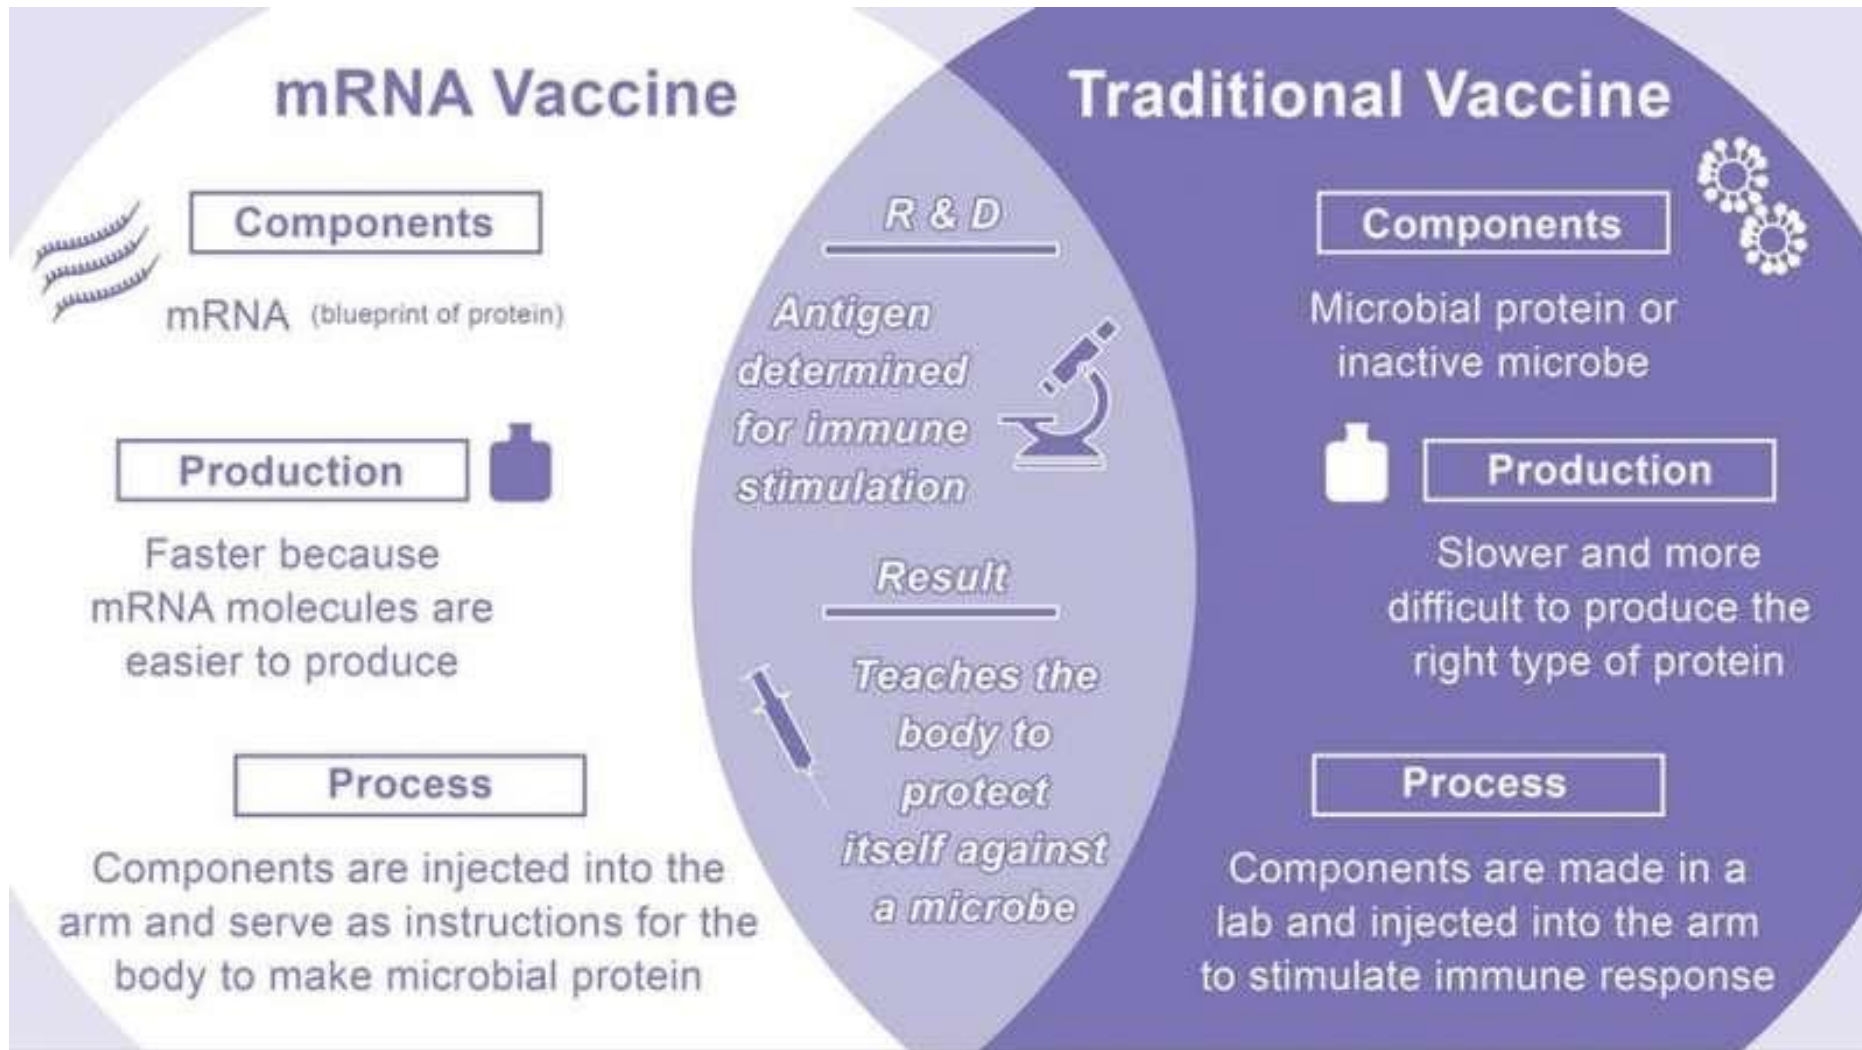 mRNA Vaccine
Components
mRNA (blueprint of protein)
Production
Faster because
mRNA molecules are
easier to produce
Process
Components are injected into the
arm and serve as instructions for the
body to make microbial protein
R & D
Antigen
determined
for immune
stimulation
Result
Teaches the
body to
protect
itself against
a microbe
Traditional Vaccine
Components
Microbial protein or
inactive microbe
Production
Slower and more
difficult to produce the
right type of protein
Process
Components are made in a
lab and injected into the arm
to stimulate immune response